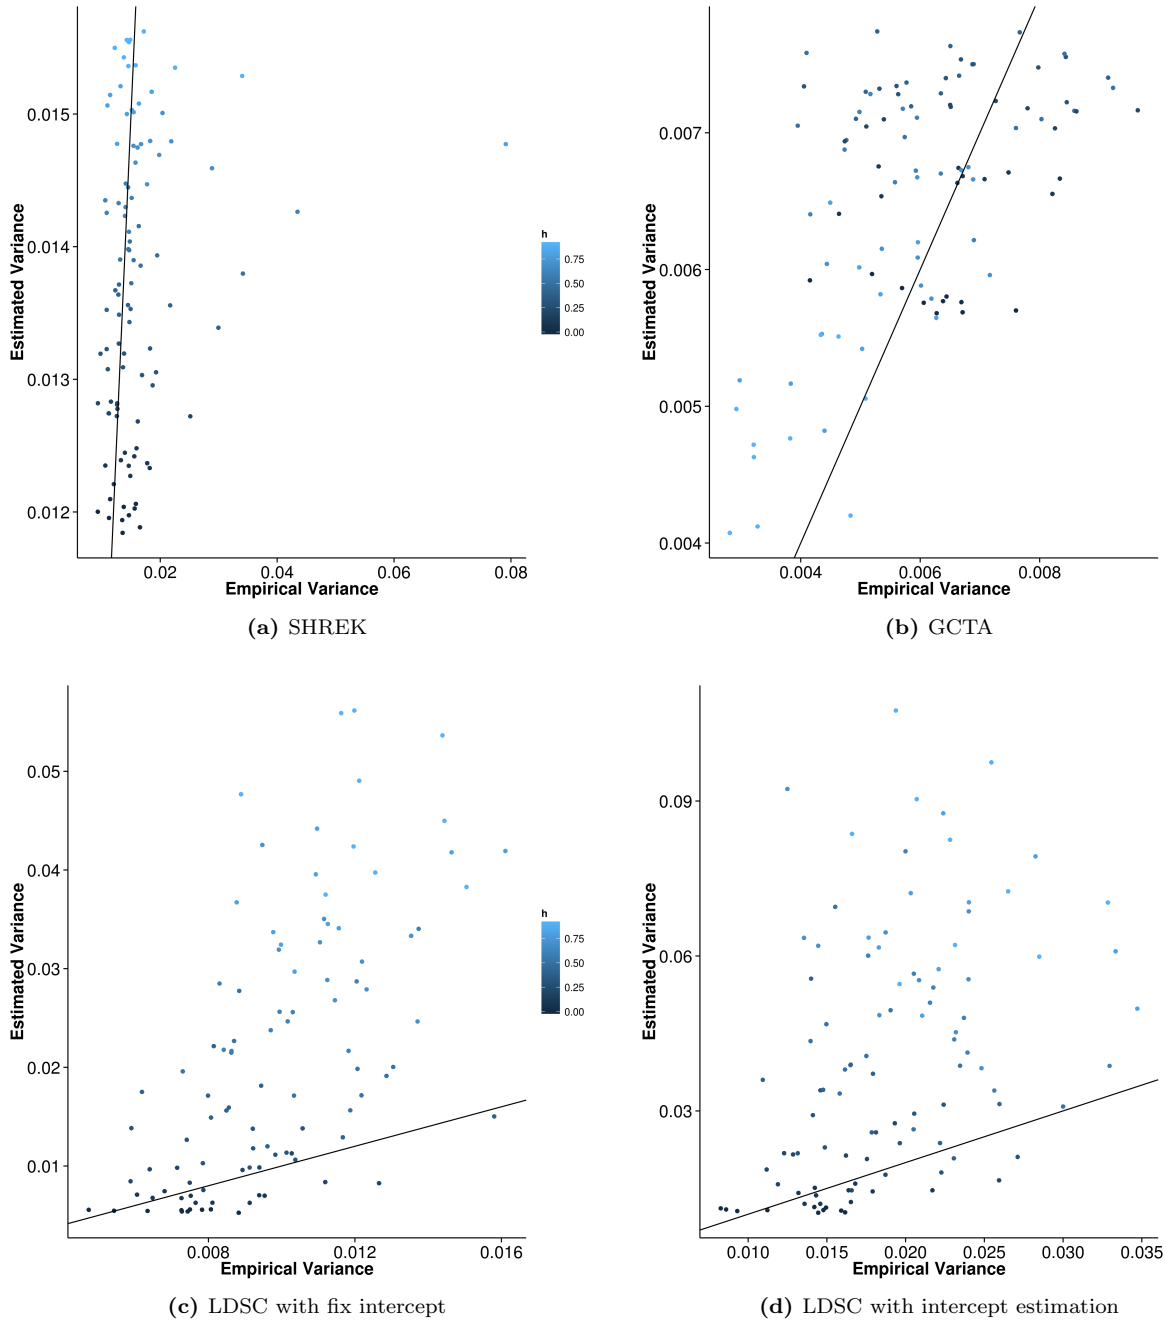 Estimated Variance
0.015
0.014
0.013
0.012
0.02
0.04
0.06
0.08
Empirical Variance
h
0.75
0.50
0.25
0.00
(a) SHREK
Estimated Variance
0.007
0.006
0.005
0.004
0.004
0.006
0.008
Empirical Variance
(b) GCTA
Estimated Variance
0.05
0.04
0.03
0.02
0.01
0.008
0.012
0.016
Empirical Variance
h
0.75
0.50
0.25
0.00
(c) LDSC with fix intercept
Estimated Variance
0.09
0.06
0.03
0.010
0.015
0.020
0.025
0.030
0.035
Empirical Variance
(d) LDSC with intercept estimation